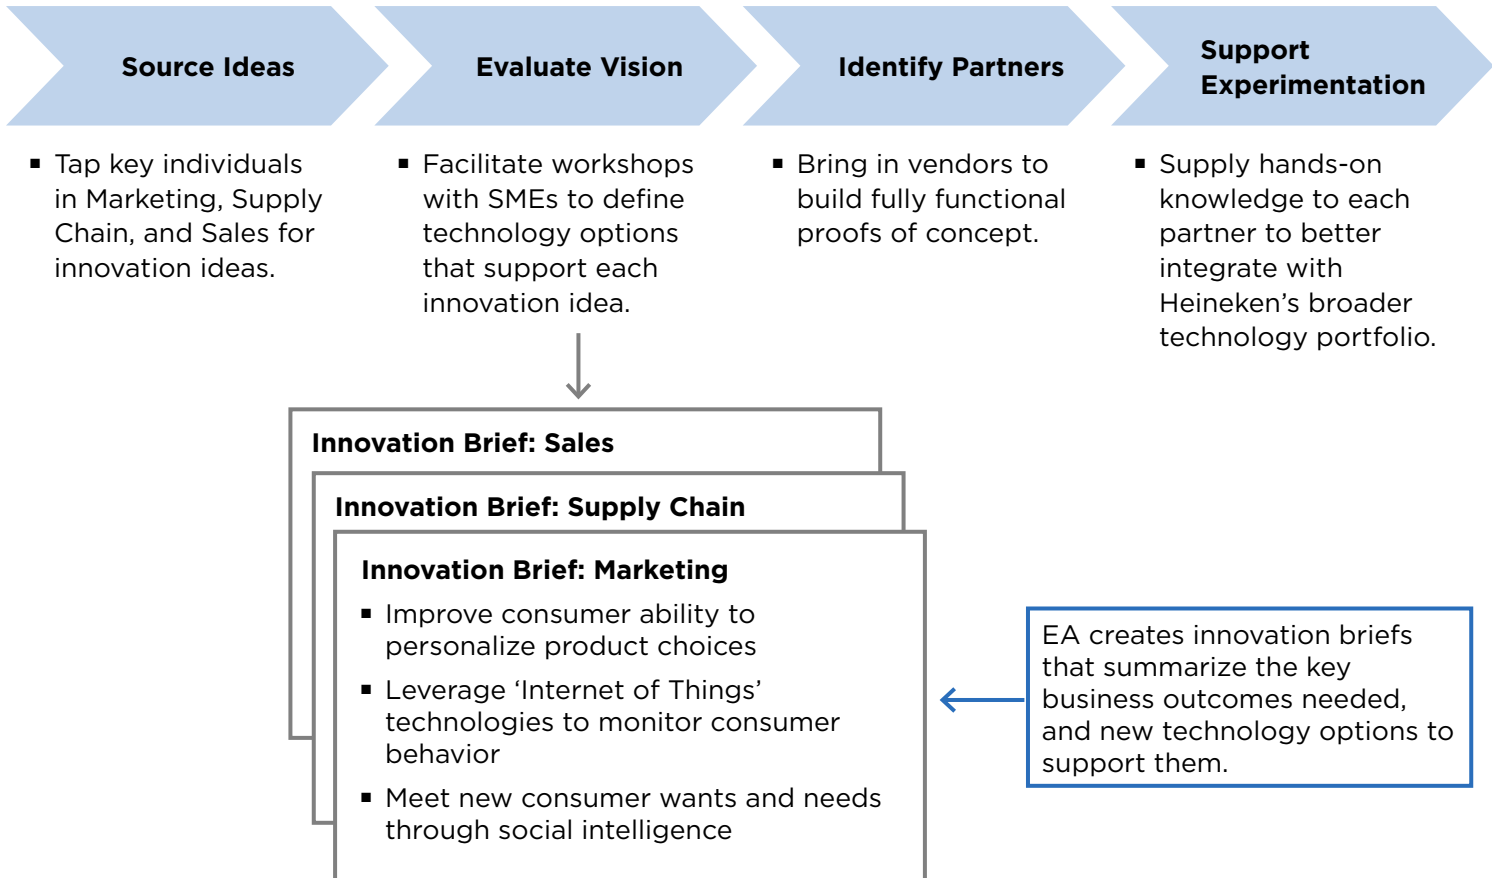 Source Ideas
Evaluate Vision
Identify Partners
Support
Experimentation
▪ Tap key individuals
in Marketing, Supply
Chain, and Sales for
innovation ideas.
▪ Facilitate workshops
with SMEs to define
technology options
that support each
innovation idea.
▪ Bring in vendors to
build fully functional
proofs of concept.
▪ Supply hands-on
knowledge to each
partner to better
integrate with
Heineken’s broader
technology portfolio.
Innovation Brief: Sales
Innovation Brief: Supply Chain
Innovation Brief: Marketing
▪ Improve consumer ability to
personalize product choices
▪ Leverage ‘Internet of Things’
technologies to monitor consumer
behavior
▪ Meet new consumer wants and needs
through social intelligence
EA creates innovation briefs
that summarize the key
business outcomes needed,
and new technology options to
support them.